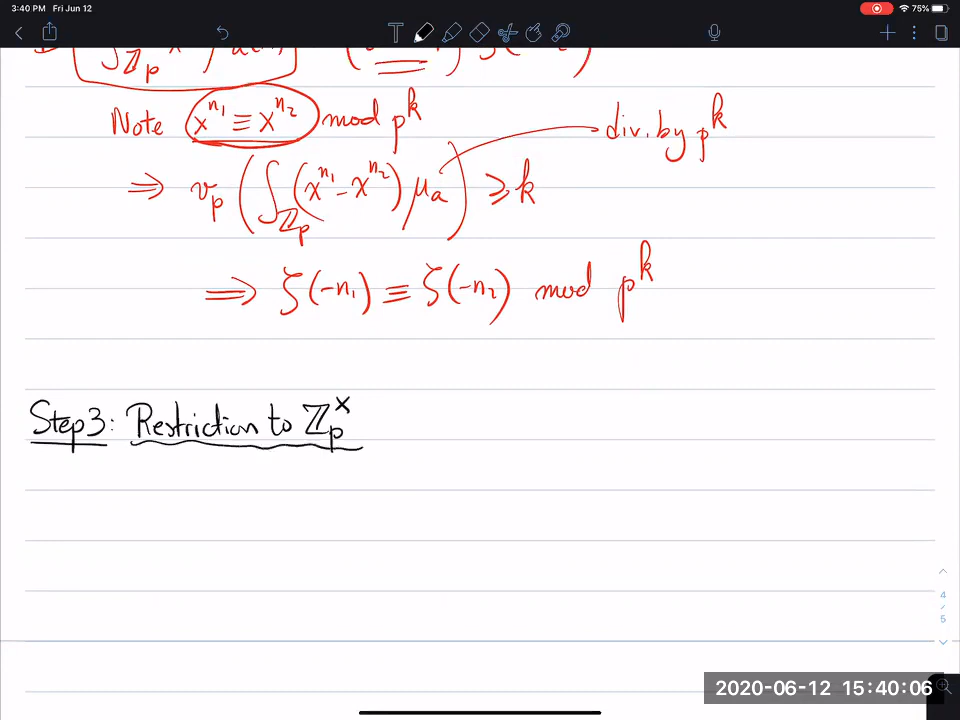 3:40 PM Fri Jun 12
75%
T
∫_{ℤ_p}
Note x^{n_1} ≡ x^{n_2} mod p^k
div. by p^k
⟹ v_p ( ∫_{ℤ_p} (x^{n_1} - x^{n_2}) μ_a ) ⩾ k
⟹ ζ(-n_1) ≡ ζ(-n_2) mod p^k
Step 3: Restriction to ℤ_p^×
4
/
5
2020-06-12 15:40:06